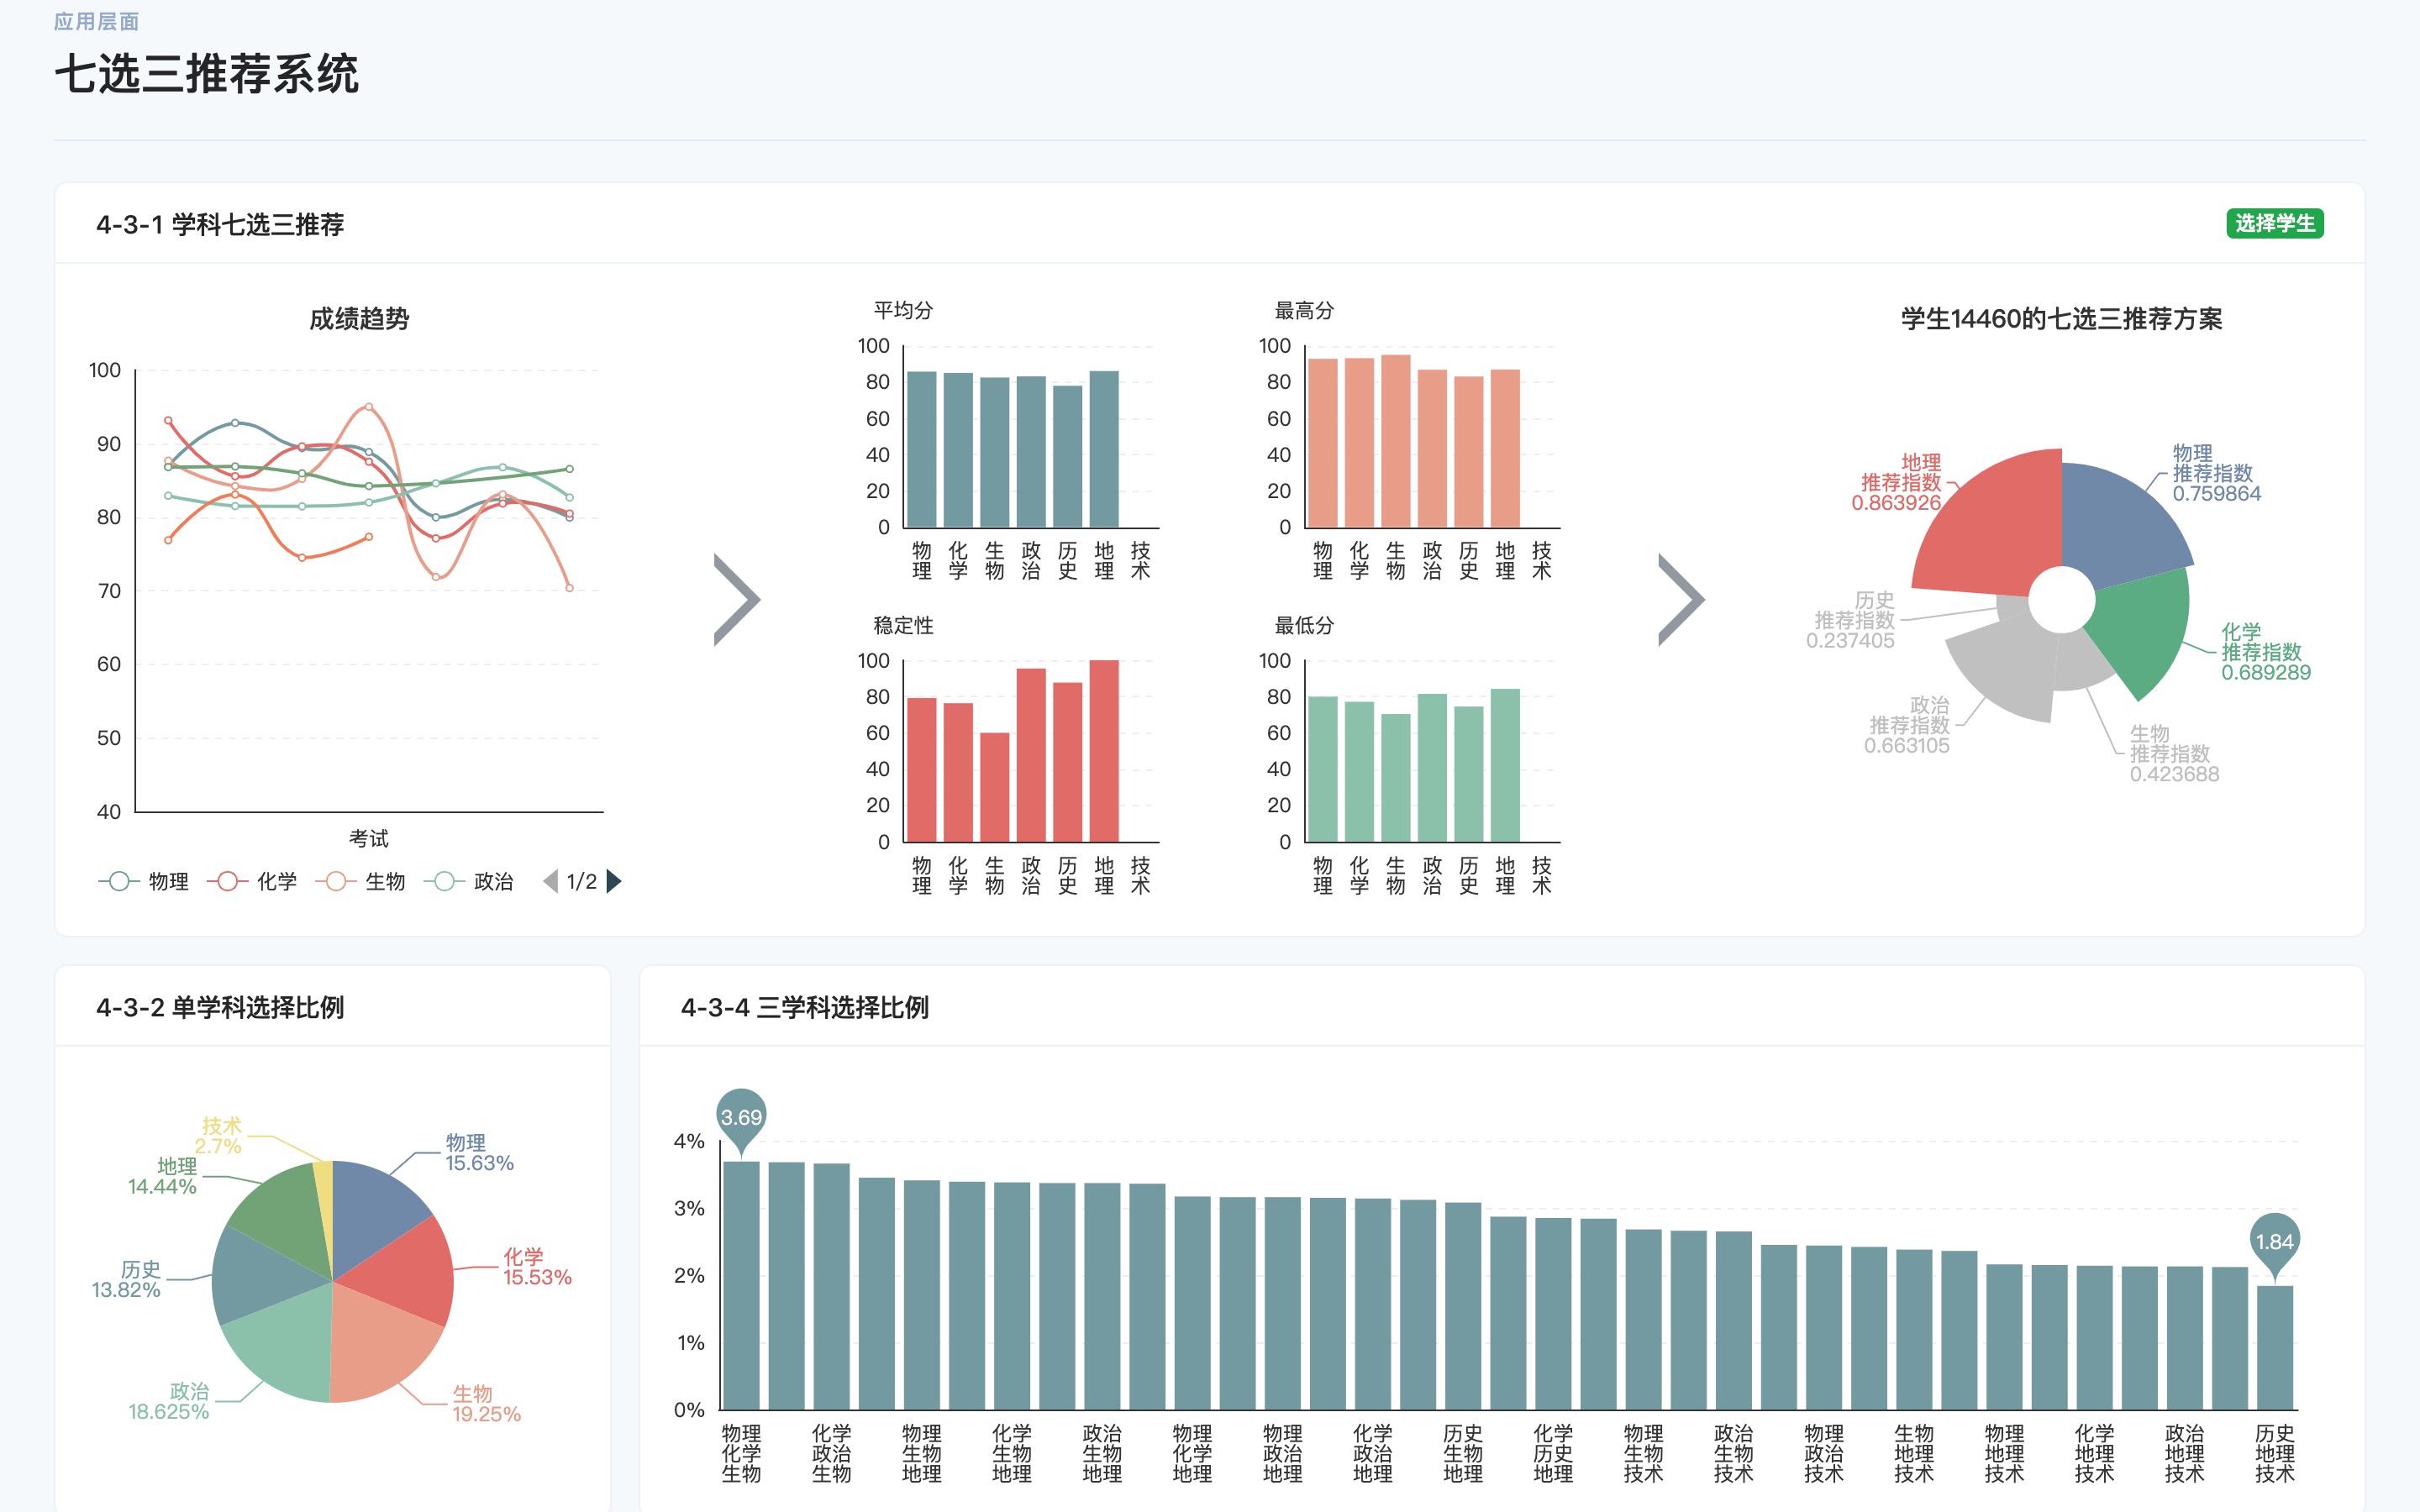 应用层面
七选三推荐系统
4-3-1 学科七选三推荐
选择学生
成绩趋势
100
90
80
70
60
50
40
考试
物理 化学 生物 政治 1/2
平均分
100
80
60
40
20
0
物理 化学 生物 政治 历史 地理 技术
最高分
100
80
60
40
20
0
物理 化学 生物 政治 历史 地理 技术
稳定性
100
80
60
40
20
0
物理 化学 生物 政治 历史 地理 技术
最低分
100
80
60
40
20
0
物理 化学 生物 政治 历史 地理 技术
学生14460的七选三推荐方案
物理
推荐指数
0.759864
化学
推荐指数
0.689289
生物
推荐指数
0.423688
政治
推荐指数
0.663105
历史
推荐指数
0.237405
地理
推荐指数
0.863926
4-3-2 单学科选择比例
物理
15.63%
化学
15.53%
生物
19.25%
政治
18.625%
历史
13.82%
地理
14.44%
技术
2.7%
4-3-4 三学科选择比例
3.69
1.84
4%
3%
2%
1%
0%
物理 化学 物理 化学 政治 物理 物理 化学 历史 化学 物理 政治 物理 生物 物理 化学 政治 历史
化学 政治 生物 生物 生物 化学 政治 政治 生物 历史 生物 生物 政治 地理 地理 地理 地理 地理
生物 生物 地理 地理 地理 地理 地理 地理 地理 地理 技术 技术 技术 技术 技术 技术 技术 技术